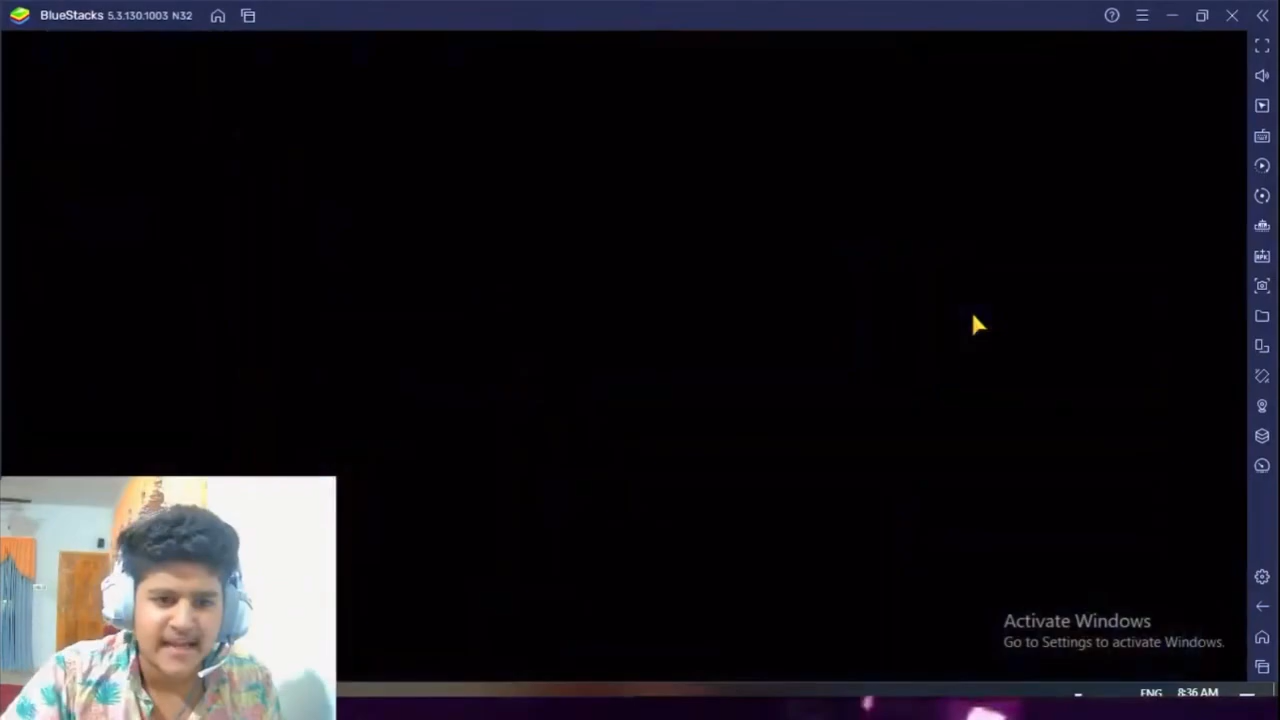 BlueStacks 5.3.130.1003 N32
Activate Windows
Go to Settings to activate Windows.
ENG 8:36 AM